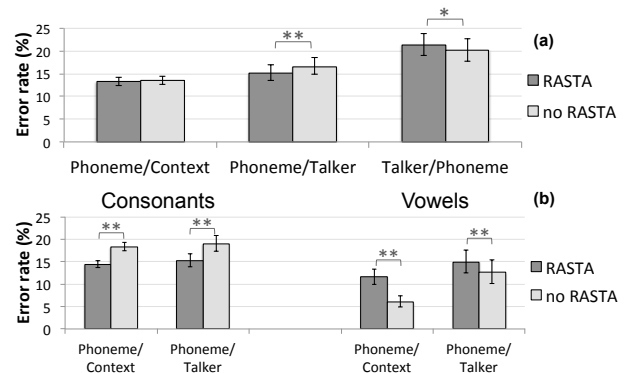 25
20
15
10
5
0
Error rate (%)
**
*
(a)
RASTA
no RASTA
Phoneme/Context
Phoneme/Talker
Talker/Phoneme
Consonants
Vowels
(b)
25
20
15
10
5
0
Error rate (%)
**
**
**
**
RASTA
no RASTA
Phoneme/
Context
Phoneme/
Talker
Phoneme/
Context
Phoneme/
Talker